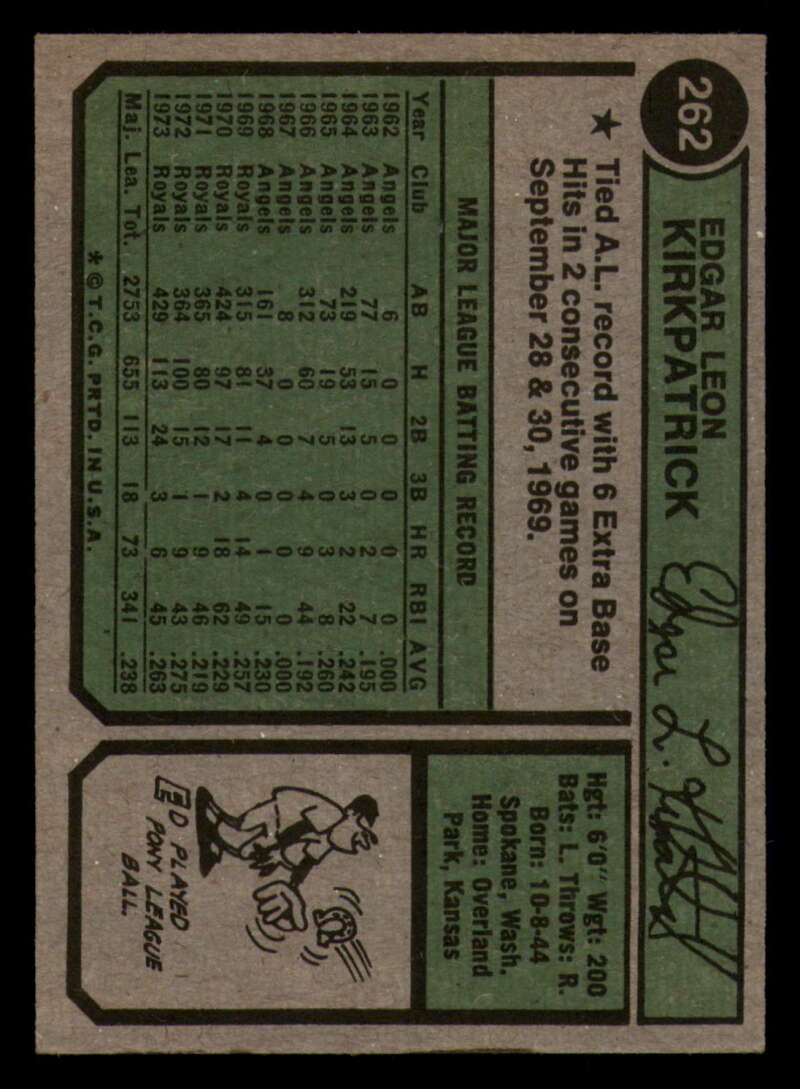 262
EDGAR LEON
KIRKPATRICK
Edgar L. Kirkpatrick
★ Tied A.L. record with 6 Extra Base
Hits in 2 consecutive games on
September 28 & 30, 1969.
MAJOR LEAGUE BATTING RECORD
Year Club AB H 2B 3B HR RBI AVG
1962 Angels 6 0 0 0 0 0 .000
1963 Angels 77 15 5 0 2 7 .195
1964 Angels 219 53 13 3 2 22 .242
1965 Angels 73 19 5 0 3 8 .260
1966 Angels 312 60 7 4 9 44 .192
1967 Angels 8 0 0 0 0 0 .000
1968 Angels 161 37 4 0 1 15 .230
1969 Royals 315 81 11 4 14 49 .257
1970 Royals 424 97 17 2 18 62 .229
1971 Royals 365 80 12 1 9 46 .219
1972 Royals 364 100 15 1 9 43 .275
1973 Royals 429 113 24 3 6 45 .263
Maj. Lea. Tot. 2753 655 113 18 73 341 .238
* © T.C.G. PRTD. IN U.S.A.
Hgt: 6'0" Wgt: 200
Bats: L. Throws: R.
Born: 10-8-44
Spokane, Wash.
Home: Overland
Park, Kansas
ED PLAYED
PONY LEAGUE
BALL.